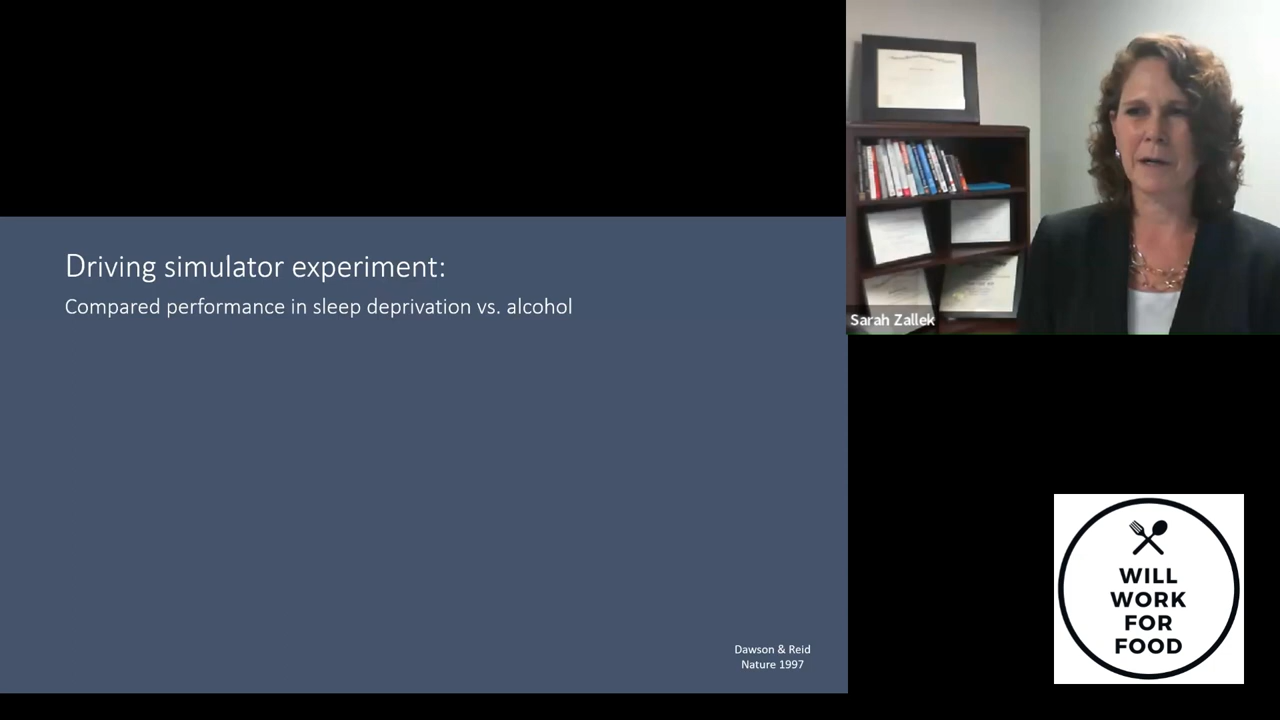 Driving simulator experiment:
Compared performance in sleep deprivation vs. alcohol
Dawson & Reid
Nature 1997
Sarah Zallek
WILL
WORK
FOR
FOOD